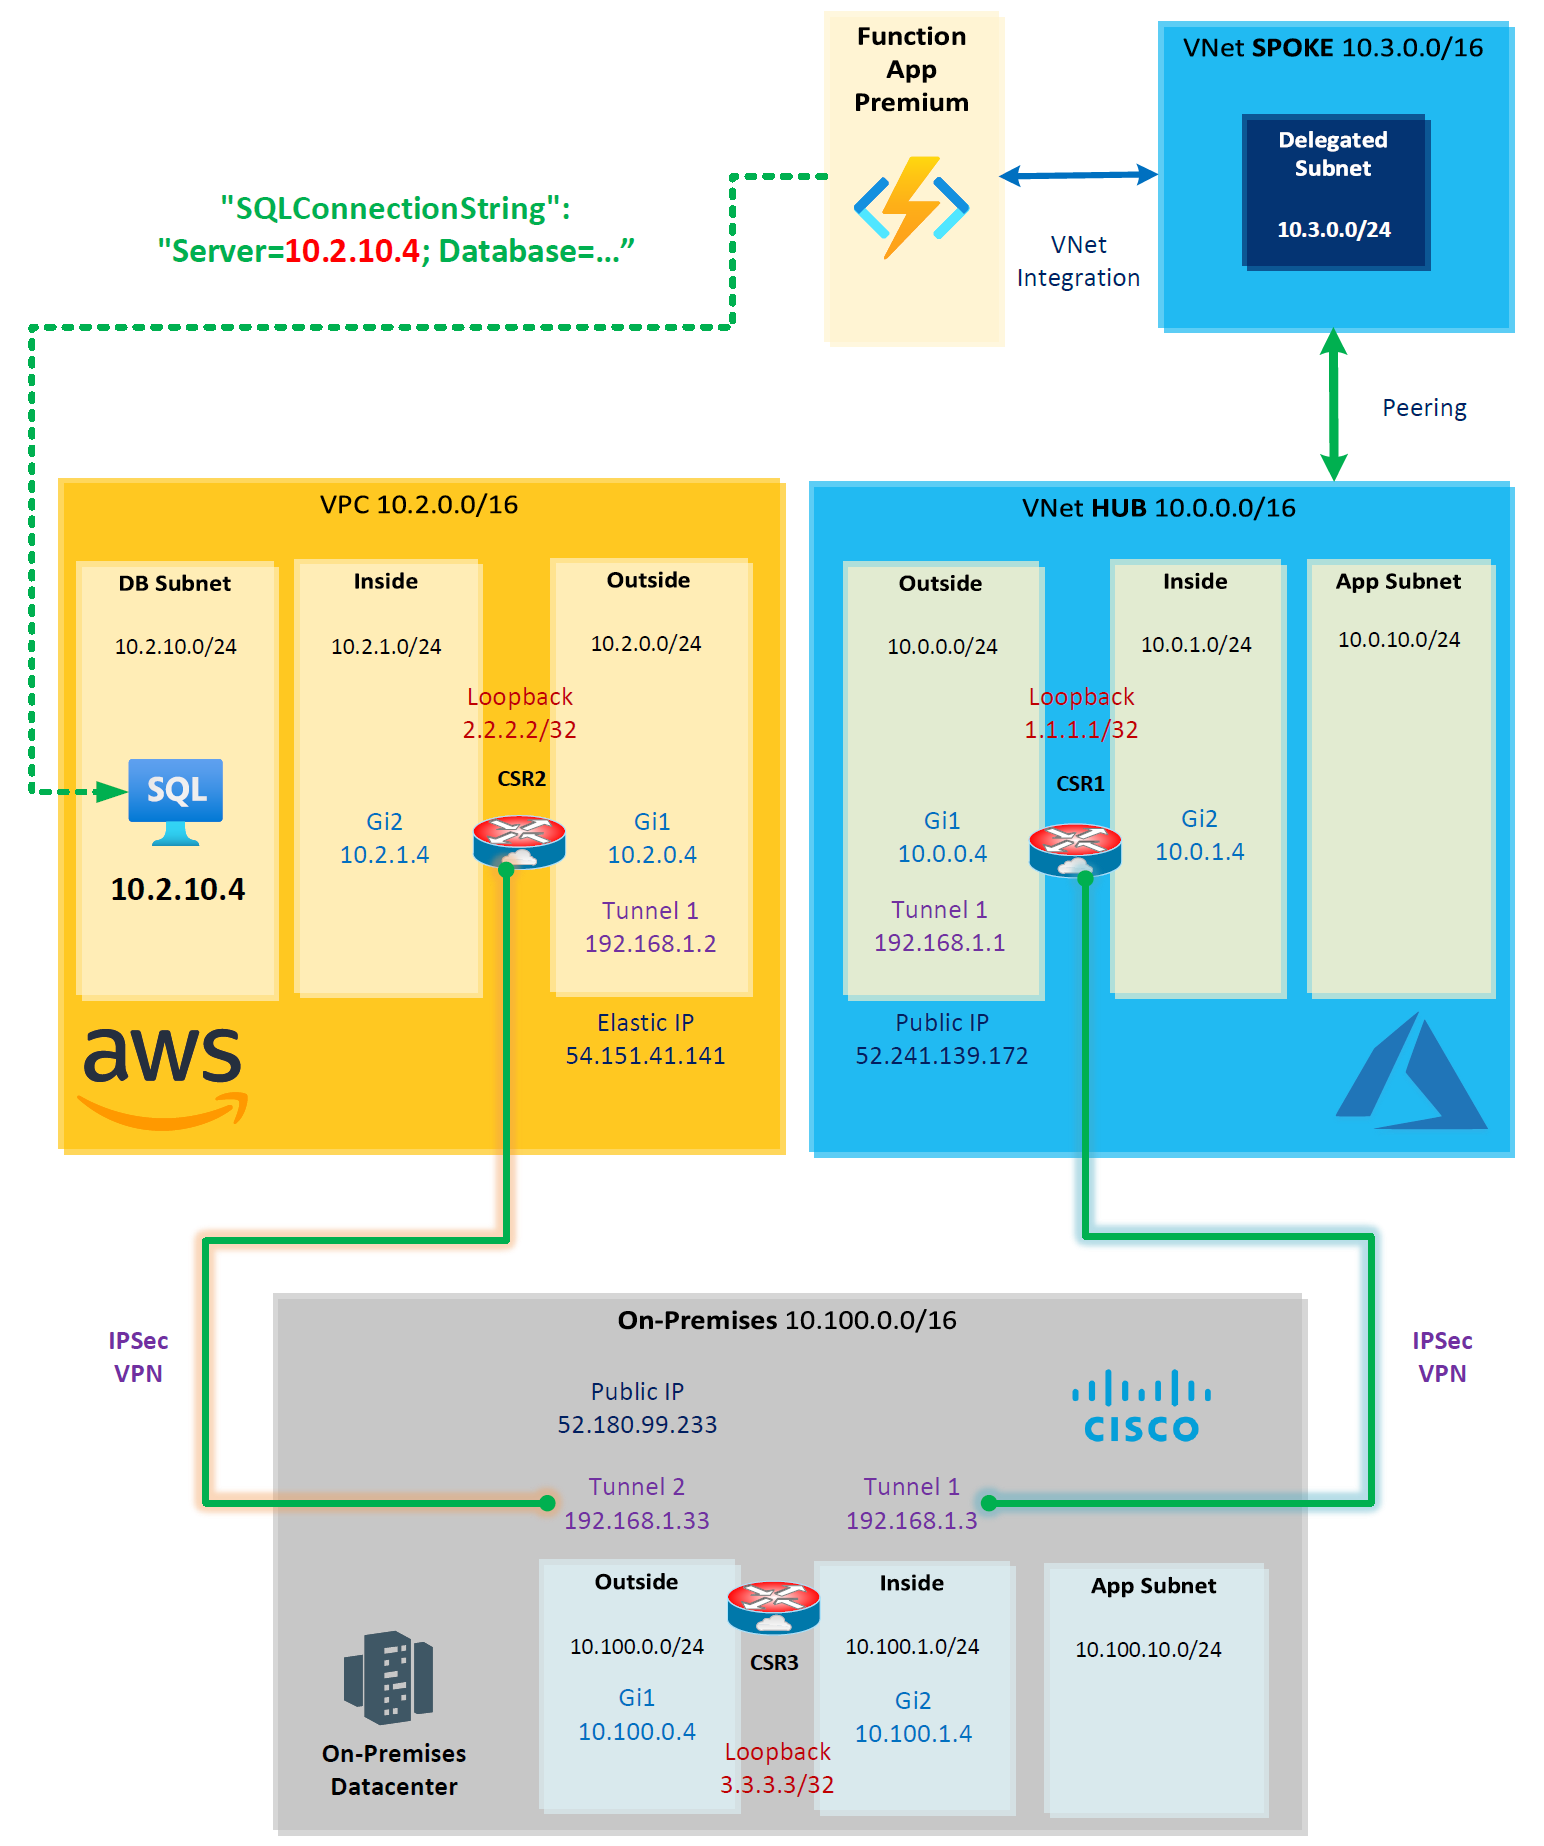 Function
App
Premium
VNet SPOKE 10.3.0.0/16
Delegated
Subnet
10.3.0.0/24
"SQLConnectionString":
"Server=10.2.10.4; Database=...”
VNet
Integration
Peering
VPC 10.2.0.0/16
DB Subnet
10.2.10.0/24
SQL
10.2.10.4
Inside
10.2.1.0/24
Gi2
10.2.1.4
Loopback
2.2.2.2/32
CSR2
Outside
10.2.0.0/24
Gi1
10.2.0.4
Tunnel 1
192.168.1.2
Elastic IP
54.151.41.141
aws
VNet HUB 10.0.0.0/16
Outside
10.0.0.0/24
Gi1
10.0.0.4
Tunnel 1
192.168.1.1
Public IP
52.241.139.172
Loopback
1.1.1.1/32
CSR1
Inside
10.0.1.0/24
Gi2
10.0.1.4
App Subnet
10.0.10.0/24
IPSec
VPN
IPSec
VPN
On-Premises 10.100.0.0/16
Public IP
52.180.99.233
CISCO
Tunnel 2
192.168.1.33
Tunnel 1
192.168.1.3
Outside
10.100.0.0/24
Gi1
10.100.0.4
CSR3
Loopback
3.3.3.3/32
Inside
10.100.1.0/24
Gi2
10.100.1.4
App Subnet
10.100.10.0/24
On-Premises
Datacenter